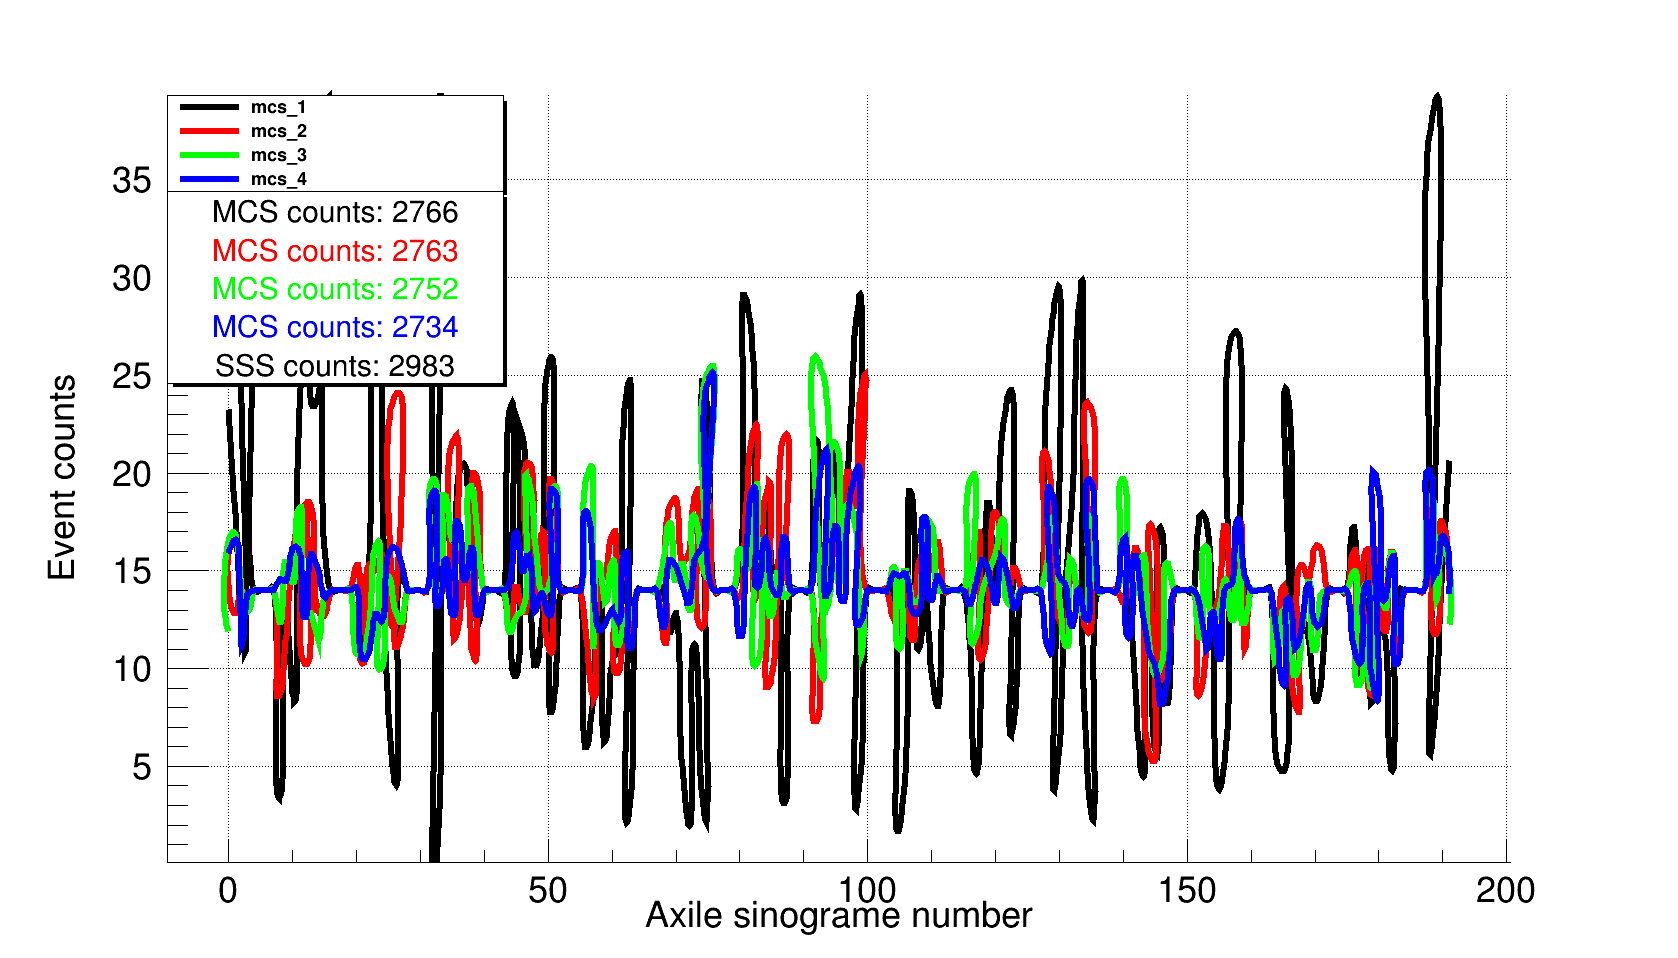 mcs_1
mcs_2
mcs_3
mcs_4
MCS counts: 2766
MCS counts: 2763
MCS counts: 2752
MCS counts: 2734
SSS counts: 2983
35
30
25
20
15
10
5
Event counts
0 50 100 150 200
Axile sinograme number